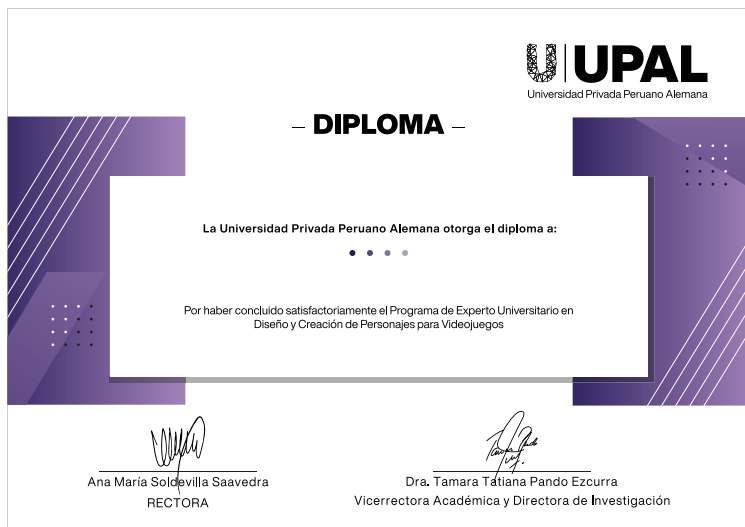 UPAL
Universidad Privada Peruano Alemana
– DIPLOMA –
La Universidad Privada Peruano Alemana otorga el diploma a:
Por haber concluido satisfactoriamente el Programa de Experto Universitario en
Diseño y Creación de Personajes para Videojuegos
Ana María Soldevilla Saavedra
RECTORA
Dra. Tamara Tatiana Pando Ezcurra
Vicerrectora Académica y Directora de Investigación